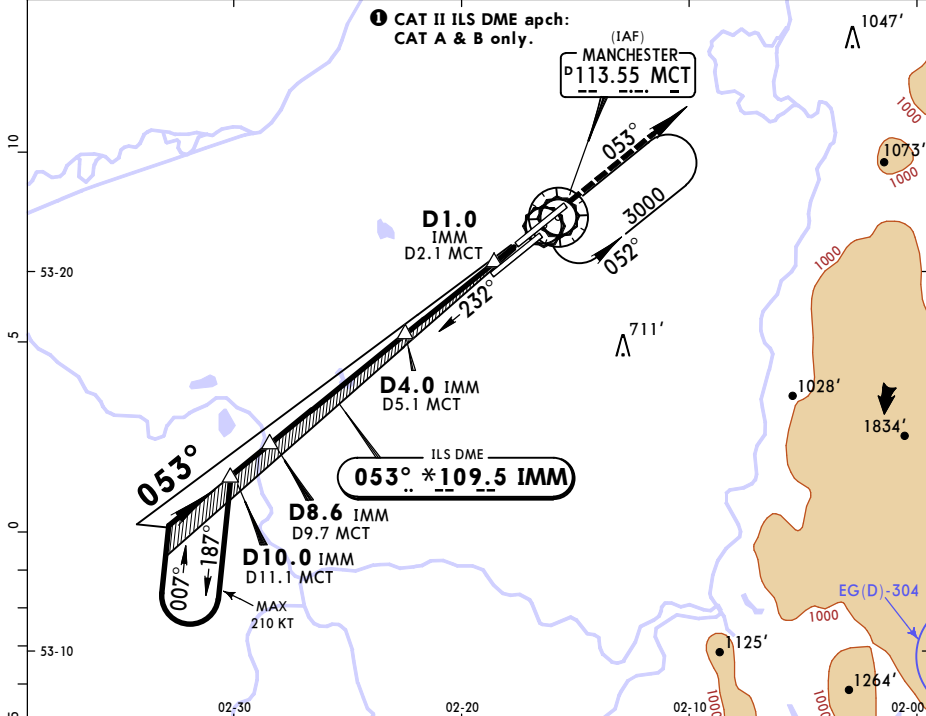 ❶ CAT II ILS DME apch:
CAT A & B only.
1047'
(IAF)
MANCHESTER
D113.55 MCT
1000
10
1073'
1000
053°
3000
D1.0
IMM
D2.1 MCT
052°
1000
53-20
232°
711'
5
D4.0 IMM
D5.1 MCT
1028'
1834'
053°
ILS DME
053° *109.5 IMM
D8.6 IMM
D9.7 MCT
1000
0
187°
D10.0 IMM
D11.1 MCT
007°
MAX
210 KT
EG(D)-304
1000
53-10
1125'
1264'
1000
1000
5
02-30
02-20
02-10
02-00